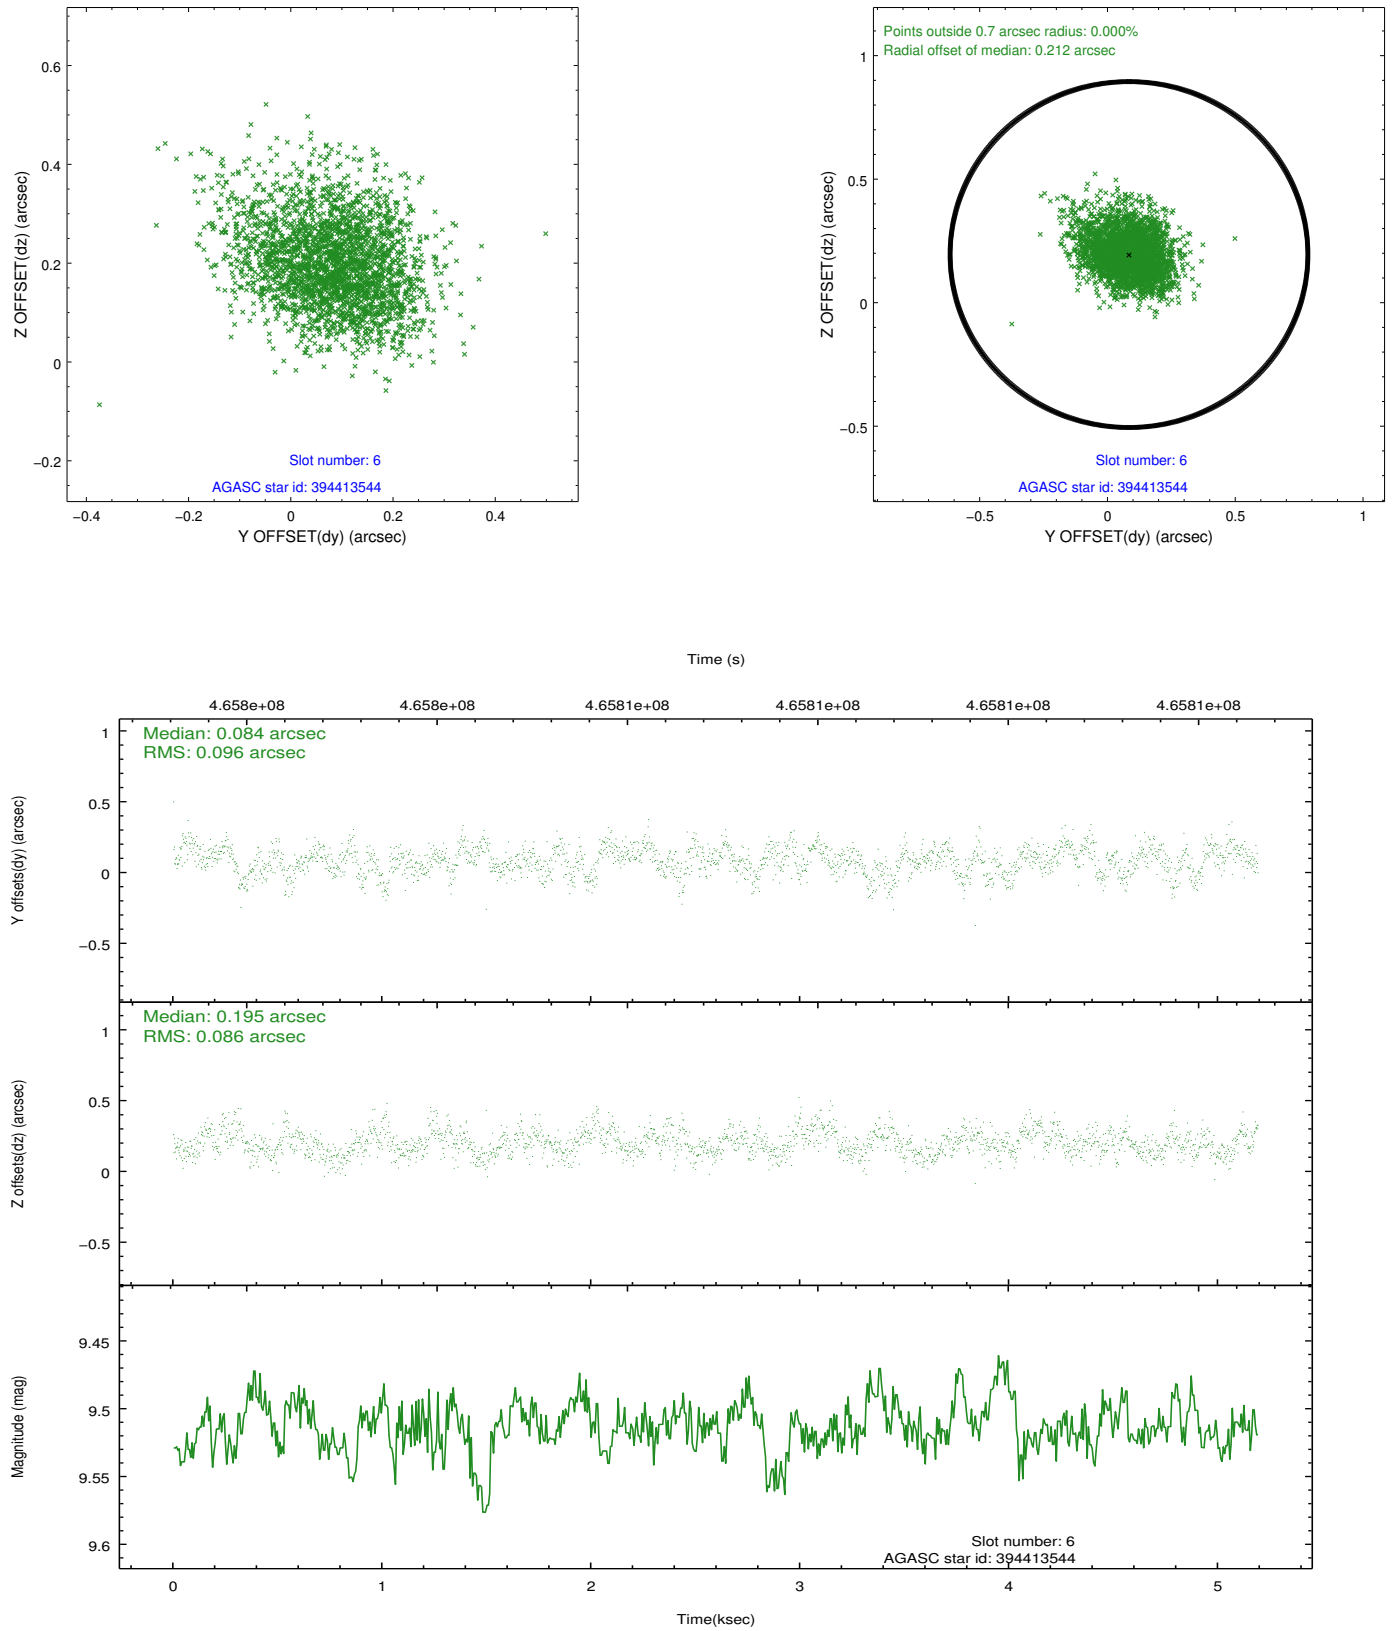 0.6
0.4
0.2
0
−0.2
Z OFFSET(dz) (arcsec)
Slot number: 6
AGASC star id: 394413544
−0.4 −0.2 0 0.2 0.4
Y OFFSET(dy) (arcsec)
Points outside 0.7 arcsec radius: 0.000%
Radial offset of median: 0.212 arcsec
1
0.5
0
−0.5
Z OFFSET(dz) (arcsec)
Slot number: 6
AGASC star id: 394413544
−0.5 0 0.5 1
Y OFFSET(dy) (arcsec)
Time (s)
4.658e+08 4.658e+08 4.6581e+08 4.6581e+08 4.6581e+08 4.6581e+08
Median: 0.084 arcsec
RMS: 0.096 arcsec
1
0.5
0
−0.5
Y offsets(dy) (arcsec)
Median: 0.195 arcsec
RMS: 0.086 arcsec
1
0.5
0
−0.5
Z offsets(dz) (arcsec)
9.45
9.5
9.55
9.6
Magnitude (mag)
Slot number: 6
AGASC star id: 394413544
0 1 2 3 4 5
Time(ksec)